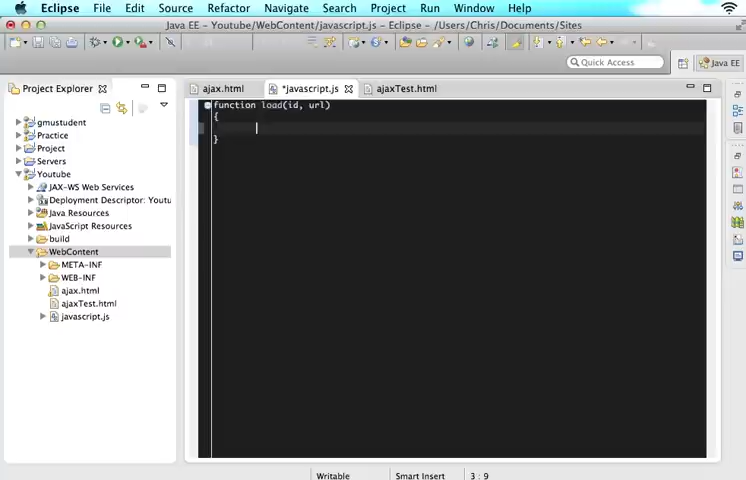 Eclipse File Edit Source Refactor Navigate Search Project Run Window Help
Java EE - Youtube/WebContent/javascript.js - Eclipse - /Users/Chris/Documents/Sites
Quick Access
Java EE
Project Explorer
ajax.html
*javascript.js
ajaxTest.html
gmustudent
Practice
Project
Servers
Youtube
JAX-WS Web Services
Deployment Descriptor: Youtu
Java Resources
JavaScript Resources
build
WebContent
META-INF
WEB-INF
ajax.html
ajaxTest.html
javascript.js
function load(id, url)
{
}
Writable
Smart Insert
3 : 9